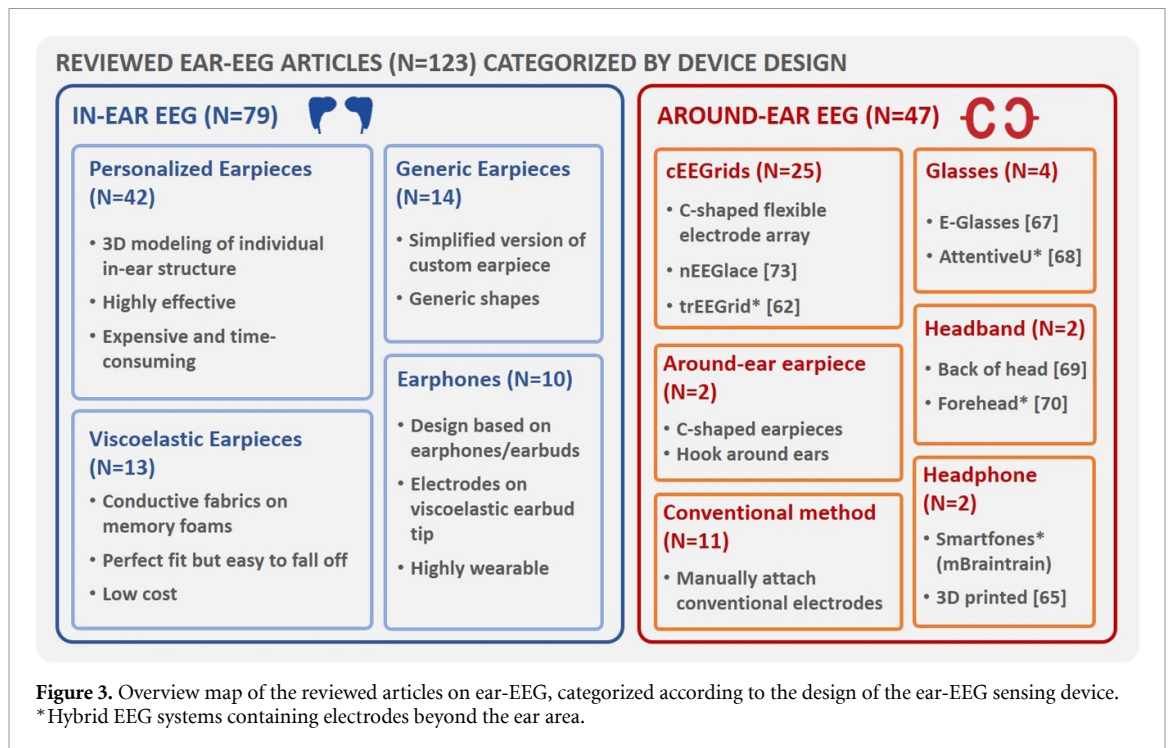 REVIEWED EAR-EEG ARTICLES (N=123) CATEGORIZED BY DEVICE DESIGN
IN-EAR EEG (N=79)
Personalized Earpieces
(N=42)
• 3D modeling of individual
in-ear structure
• Highly effective
• Expensive and time-
consuming
Viscoelastic Earpieces
(N=13)
• Conductive fabrics on
memory foams
• Perfect fit but easy to fall off
• Low cost
Generic Earpieces
(N=14)
• Simplified version of
custom earpiece
• Generic shapes
Earphones (N=10)
• Design based on
earphones/earbuds
• Electrodes on
viscoelastic earbud
tip
• Highly wearable
AROUND-EAR EEG (N=47)
cEEGrids (N=25)
• C-shaped flexible
electrode array
• nEEGlace [73]
• trEEGrid* [62]
Around-ear earpiece
(N=2)
• C-shaped earpieces
• Hook around ears
Conventional method
(N=11)
• Manually attach
conventional electrodes
Glasses (N=4)
• E-Glasses [67]
• AttentiveU* [68]
Headband (N=2)
• Back of head [69]
• Forehead* [70]
Headphone
(N=2)
• Smartfones*
(mBraintrain)
• 3D printed [65]
Figure 3. Overview map of the reviewed articles on ear-EEG, categorized according to the design of the ear-EEG sensing device.
*Hybrid EEG systems containing electrodes beyond the ear area.